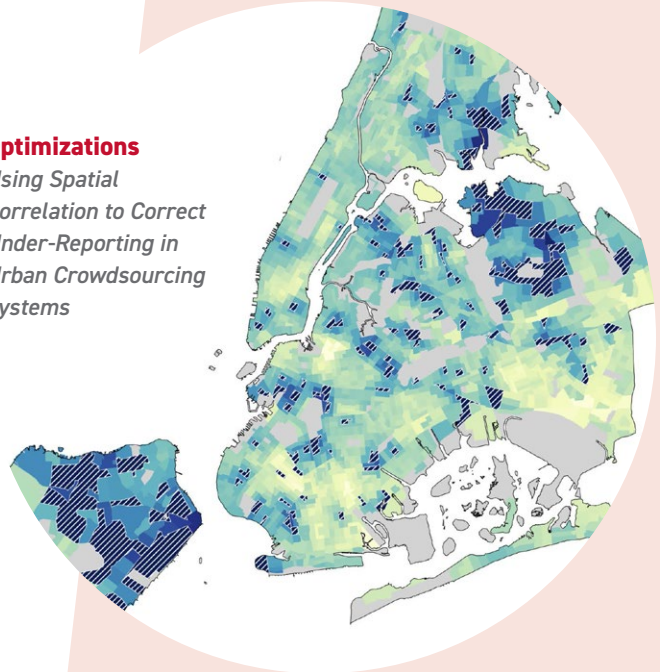 ptimizations
sing Spatial
orrelation to Correct
nder-Reporting in
rban Crowdsourcing
ystems